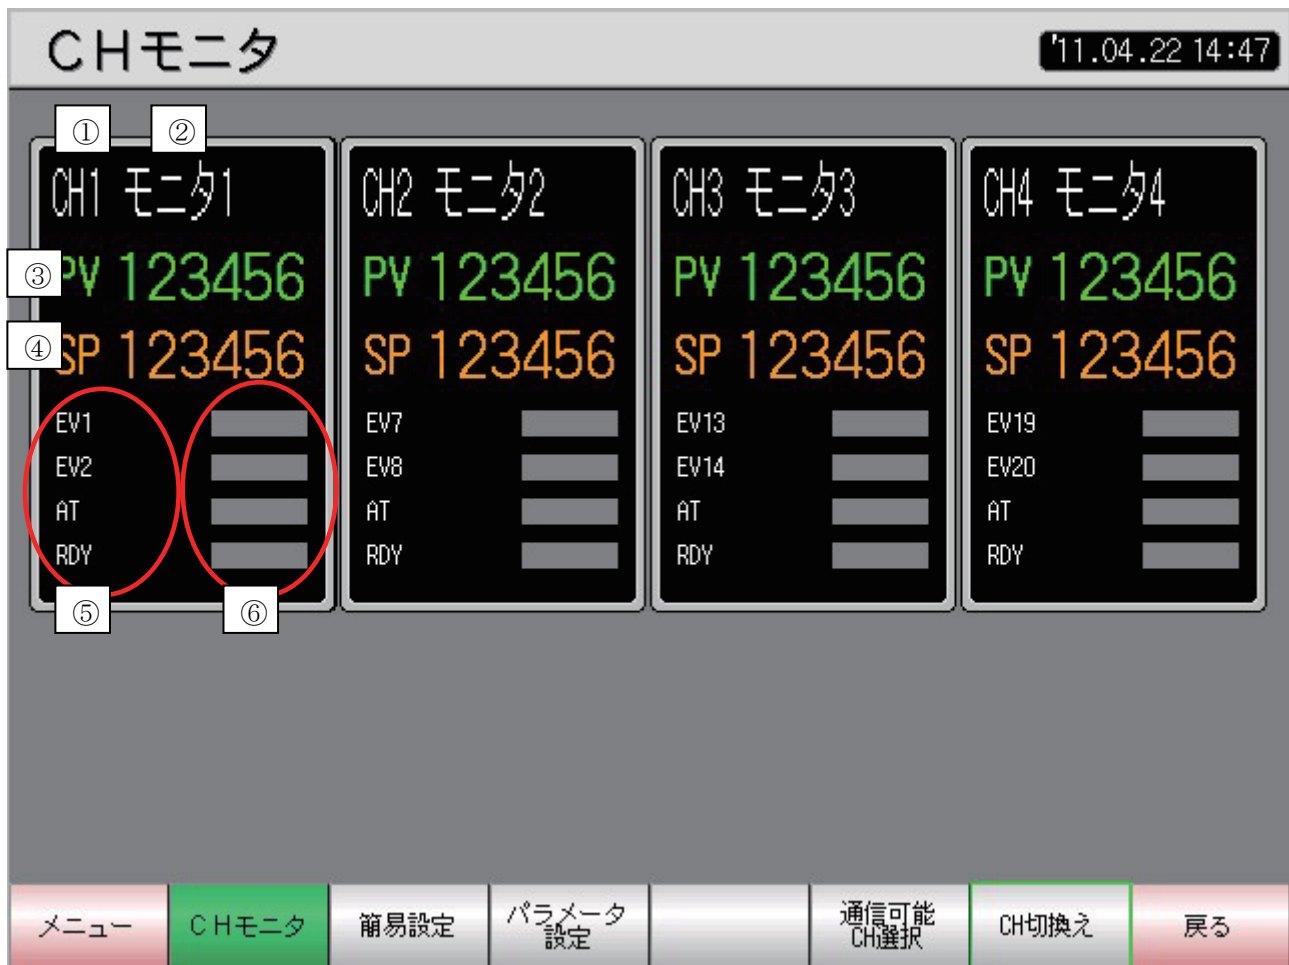 CHモニタ
'11.04.22 14:47
① ②
CH1 モニタ1
CH2 モニタ2
CH3 モニタ3
CH4 モニタ4
③ PV 123456
PV 123456
PV 123456
PV 123456
④ SP 123456
SP 123456
SP 123456
SP 123456
EV1
EV7
EV13
EV19
EV2
EV8
EV14
EV20
AT
AT
AT
AT
RDY
RDY
RDY
RDY
⑤ ⑥
メニュー
CHモニタ
簡易設定
パラメータ
設定
通信可能
CH選択
CH切換え
戻る